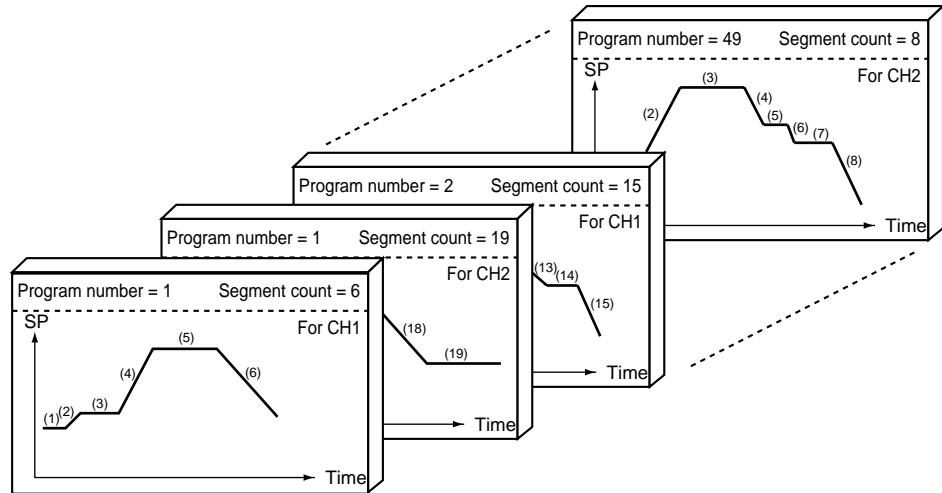 Program number = 49 Segment count = 8
For CH2
SP
(2) (3) (4) (5) (6) (7) (8)
Time
Program number = 2 Segment count = 15
For CH1
(13) (14) (15)
Time
Program number = 1 Segment count = 19
For CH2
(18) (19)
Time
Program number = 1 Segment count = 6
For CH1
SP
(1) (2) (3) (4) (5) (6)
Time